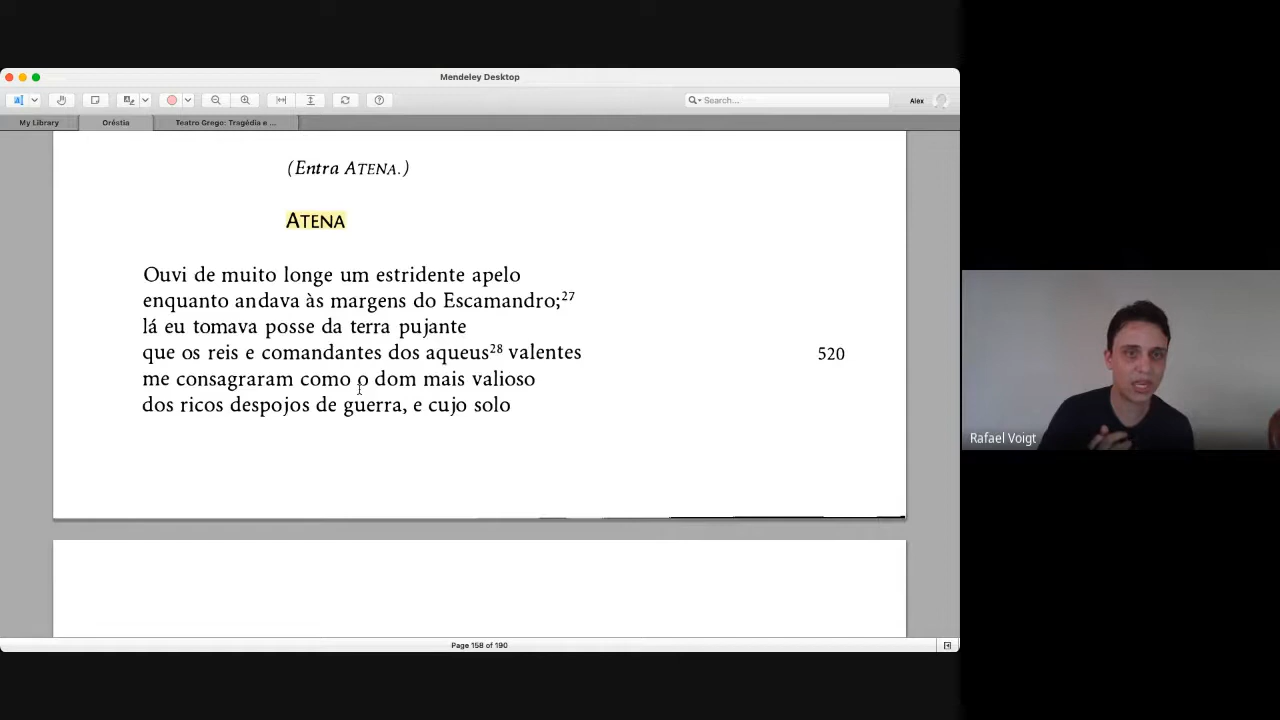 Mendeley Desktop
Search...
Alex
My Library
Oréstia
Teatro Grego: Tragédia e ...
(Entra ATENA.)
ATENA
Ouvi de muito longe um estridente apelo
enquanto andava às margens do Escamandro;27
lá eu tomava posse da terra pujante
que os reis e comandantes dos aqueus28 valentes 520
me consagraram como o dom mais valioso
dos ricos despojos de guerra, e cujo solo
Rafael Voigt
Page 158 of 190